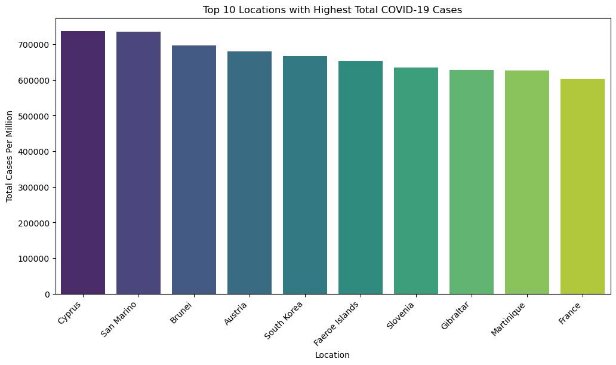 Top 10 Locations with Highest Total COVID-19 Cases
Total Cases Per Million
700000
600000
500000
400000
300000
200000
100000
0
Cyprus
San Marino
Brunei
Austria
South Korea
Faeroe Islands
Slovenia
Gibraltar
Martinique
France
Location